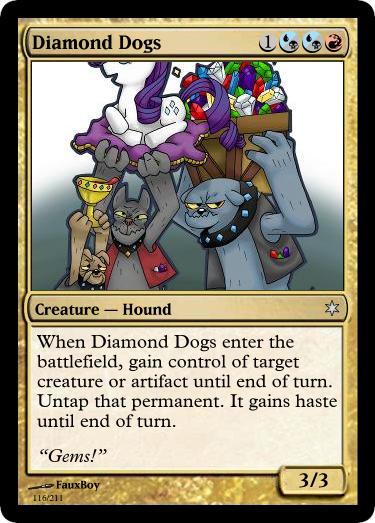 Diamond Dogs 1
Creature — Hound
When Diamond Dogs enter the
battlefield, gain control of target
creature or artifact until end of turn.
Untap that permanent. It gains haste
until end of turn.
“Gems!”
FauxBoy
116/211
3/3